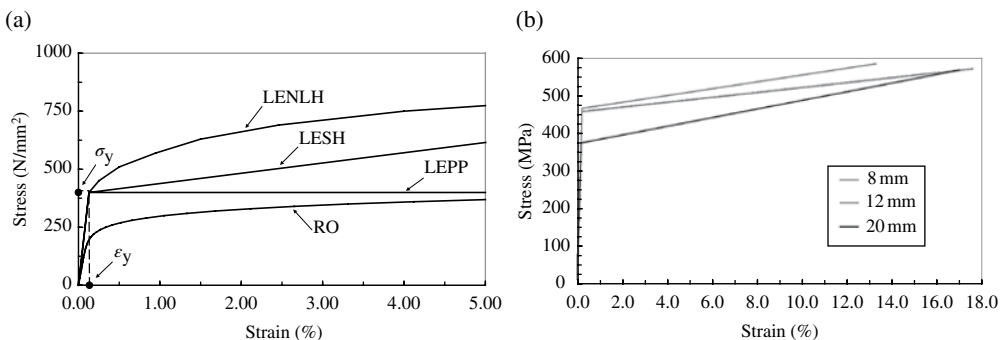 (a)
1000
750
500
250
0
Stress (N/mm²)
σy
εy
LENLH
LESH
LEPP
RO
0.00 1.00 2.00 3.00 4.00 5.00
Strain (%)
(b)
600
500
400
300
200
100
0
Stress (MPa)
8 mm
12 mm
20 mm
0.0 2.0 4.0 6.0 8.0 10.0 12.0 14.0 16.0 18.0
Strain (%)